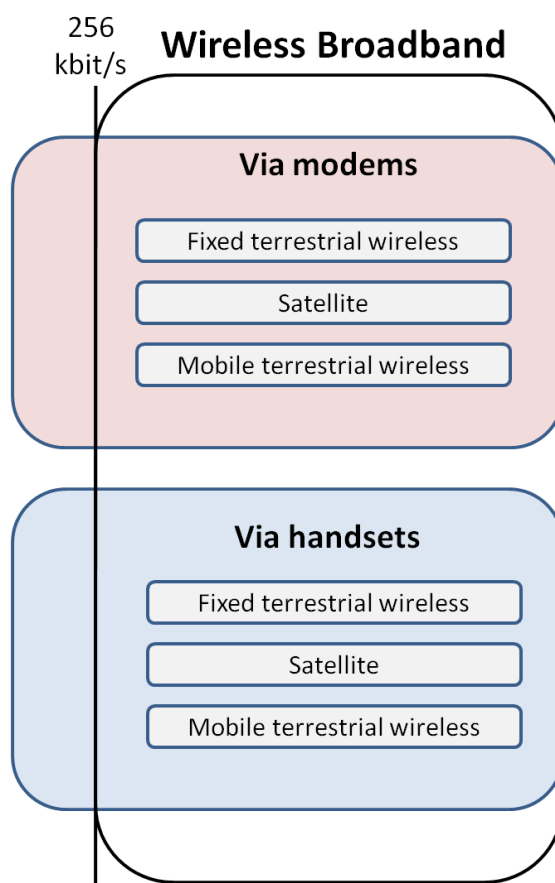 256
kbit/s
Wireless Broadband
Via modems
Fixed terrestrial wireless
Satellite
Mobile terrestrial wireless
Via handsets
Fixed terrestrial wireless
Satellite
Mobile terrestrial wireless